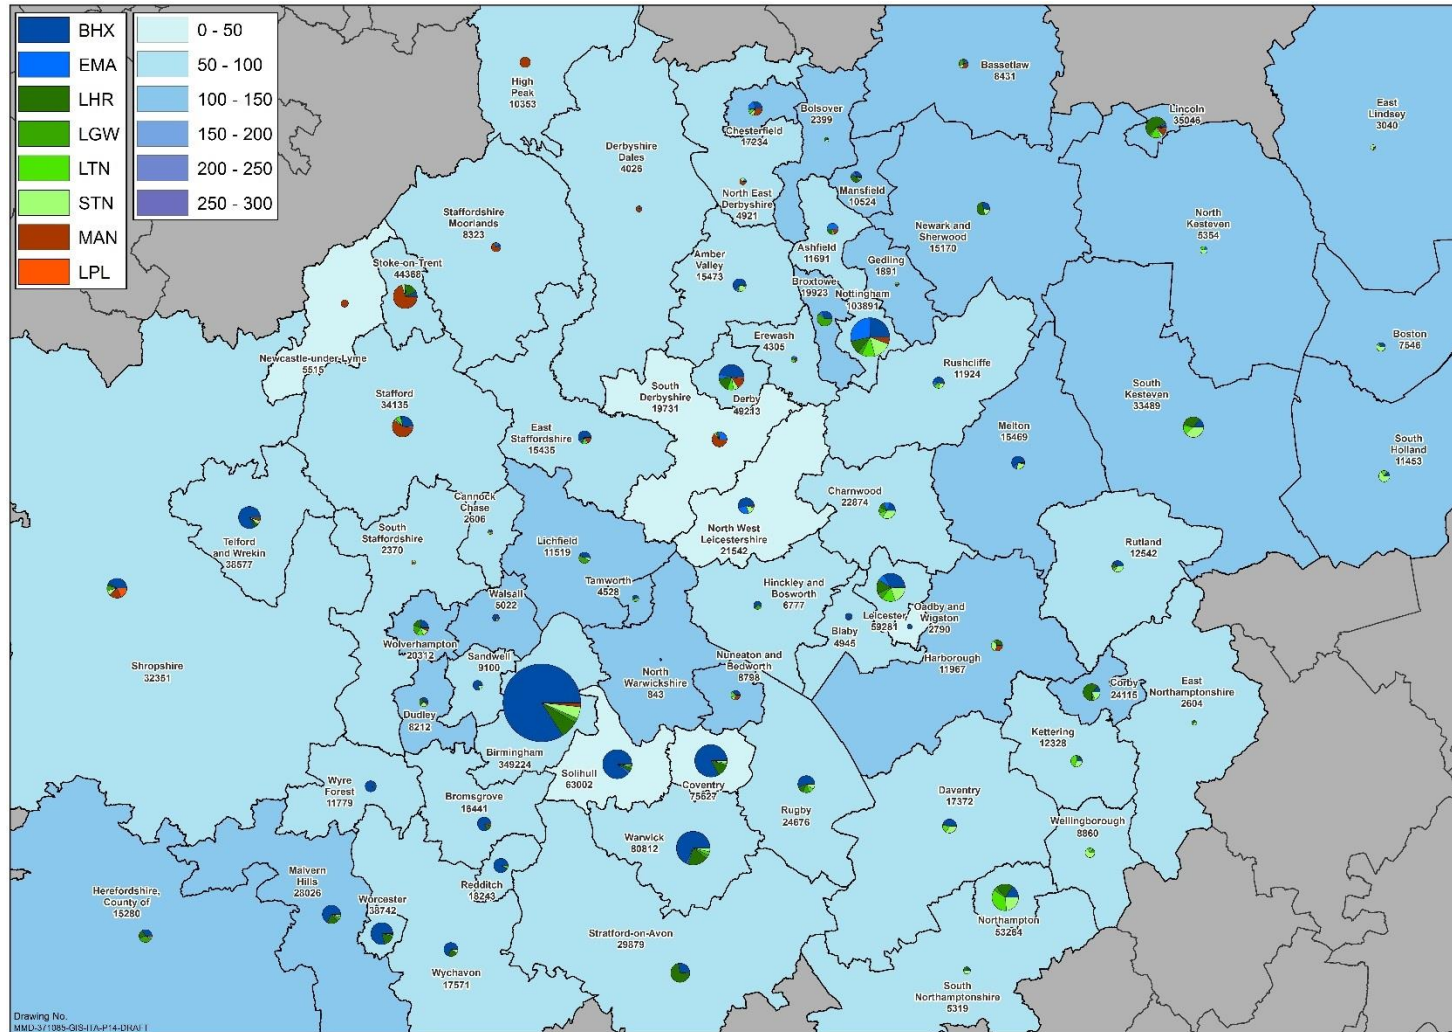 BHX
EMA
LHR
LGW
LTN
STN
MAN
LPL
0 - 50
50 - 100
100 - 150
150 - 200
200 - 250
250 - 300
High
Peak
10353
Derbyshire
Dales
4026
Chesterfield
17234
Bolsover
2399
Bassetlaw
8431
Lincoln
35046
East
Lindsey
3040
North East
Derbyshire
4921
Mansfield
10524
Staffordshire
Moorlands
8323
Stoke-on-Trent
44368
Amber
Valley
15473
Ashfield
11691
Gedling
1891
Newark and
Sherwood
15170
North
Kesteven
5354
Broxtowe
19923
Nottingham
103891
Newcastle-under-Lyme
5515
Erewash
4305
Rushcliffe
11924
Boston
7546
Stafford
34135
South
Derbyshire
19731
Derby
49213
South
Kesteven
33489
East
Staffordshire
15435
Melton
15469
South
Holland
11453
Telford
and Wrekin
38577
Cannock
Chase
2606
South
Staffordshire
2370
Lichfield
11519
North West
Leicestershire
21542
Charnwood
22874
Rutland
12542
Tamworth
4528
Walsall
5022
Hinckley and
Bosworth
6777
Leicester
59281
Oadby and
Wigston
2790
Blaby
4945
Shropshire
32351
Wolverhampton
20312
Sandwell
9100
North
Warwickshire
843
Nuneaton and
Bedworth
8798
Harborough
11967
Corby
24115
East
Northamptonshire
2604
Dudley
8212
Birmingham
349224
Solihull
63002
Coventry
75627
Kettering
12328
Wyre
Forest
11779
Bromsgrove
16441
Rugby
24676
Daventry
17372
Warwick
80812
Wellingborough
8860
Redditch
18243
Herefordshire,
County of
15280
Malvern
Hills
28026
Worcester
38742
Wychavon
17571
Stratford-on-Avon
29879
Northampton
53264
South
Northamptonshire
5319
Drawing No.
MMD-371085-GIS-ITA-P14-DRAFT